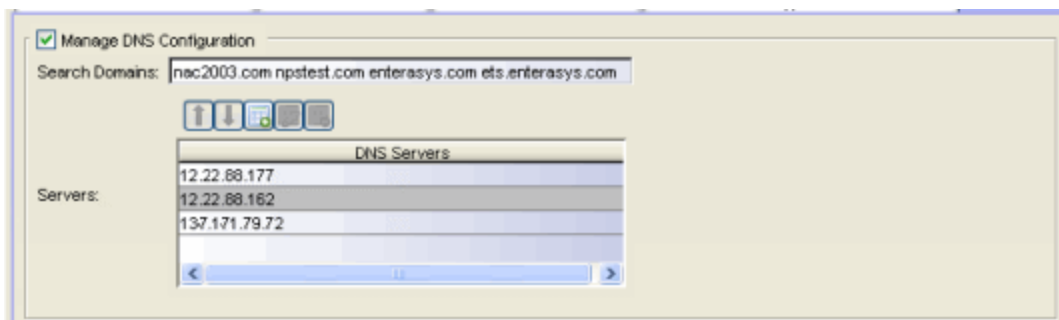 Manage DNS Configuration
Search Domains: nac2003.com npstest.com enterasys.com ets.enterasys.com
DNS Servers
12.22.88.177
Servers:
12.22.88.162
137.171.79.72